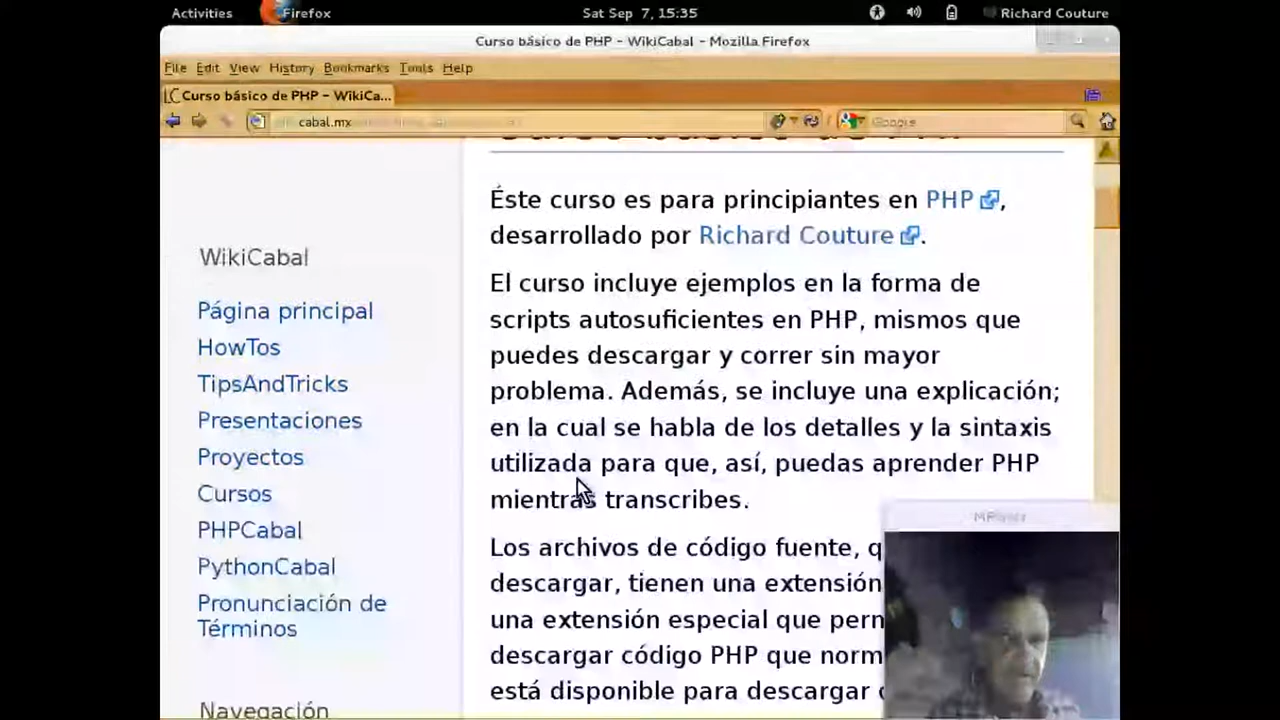 Activities
Firefox
Sat Sep 7, 15:35
Richard Couture
Curso básico de PHP - WikiCabal - Mozilla Firefox
File Edit View History Bookmarks Tools Help
Curso básico de PHP - WikiCa...
cabal.mx
Google
Éste curso es para principiantes en PHP,
desarrollado por Richard Couture.
El curso incluye ejemplos en la forma de
scripts autosuficientes en PHP, mismos que
puedes descargar y correr sin mayor
problema. Además, se incluye una explicación;
en la cual se habla de los detalles y la sintaxis
utilizada para que, así, puedas aprender PHP
mientras transcribes.
Los archivos de código fuente, q
descargar, tienen una extensión
una extensión especial que perm
descargar código PHP que norm
está disponible para descargar
WikiCabal
Página principal
HowTos
TipsAndTricks
Presentaciones
Proyectos
Cursos
PHPCabal
PythonCabal
Pronunciación de
Términos
Navegación
MPlayer